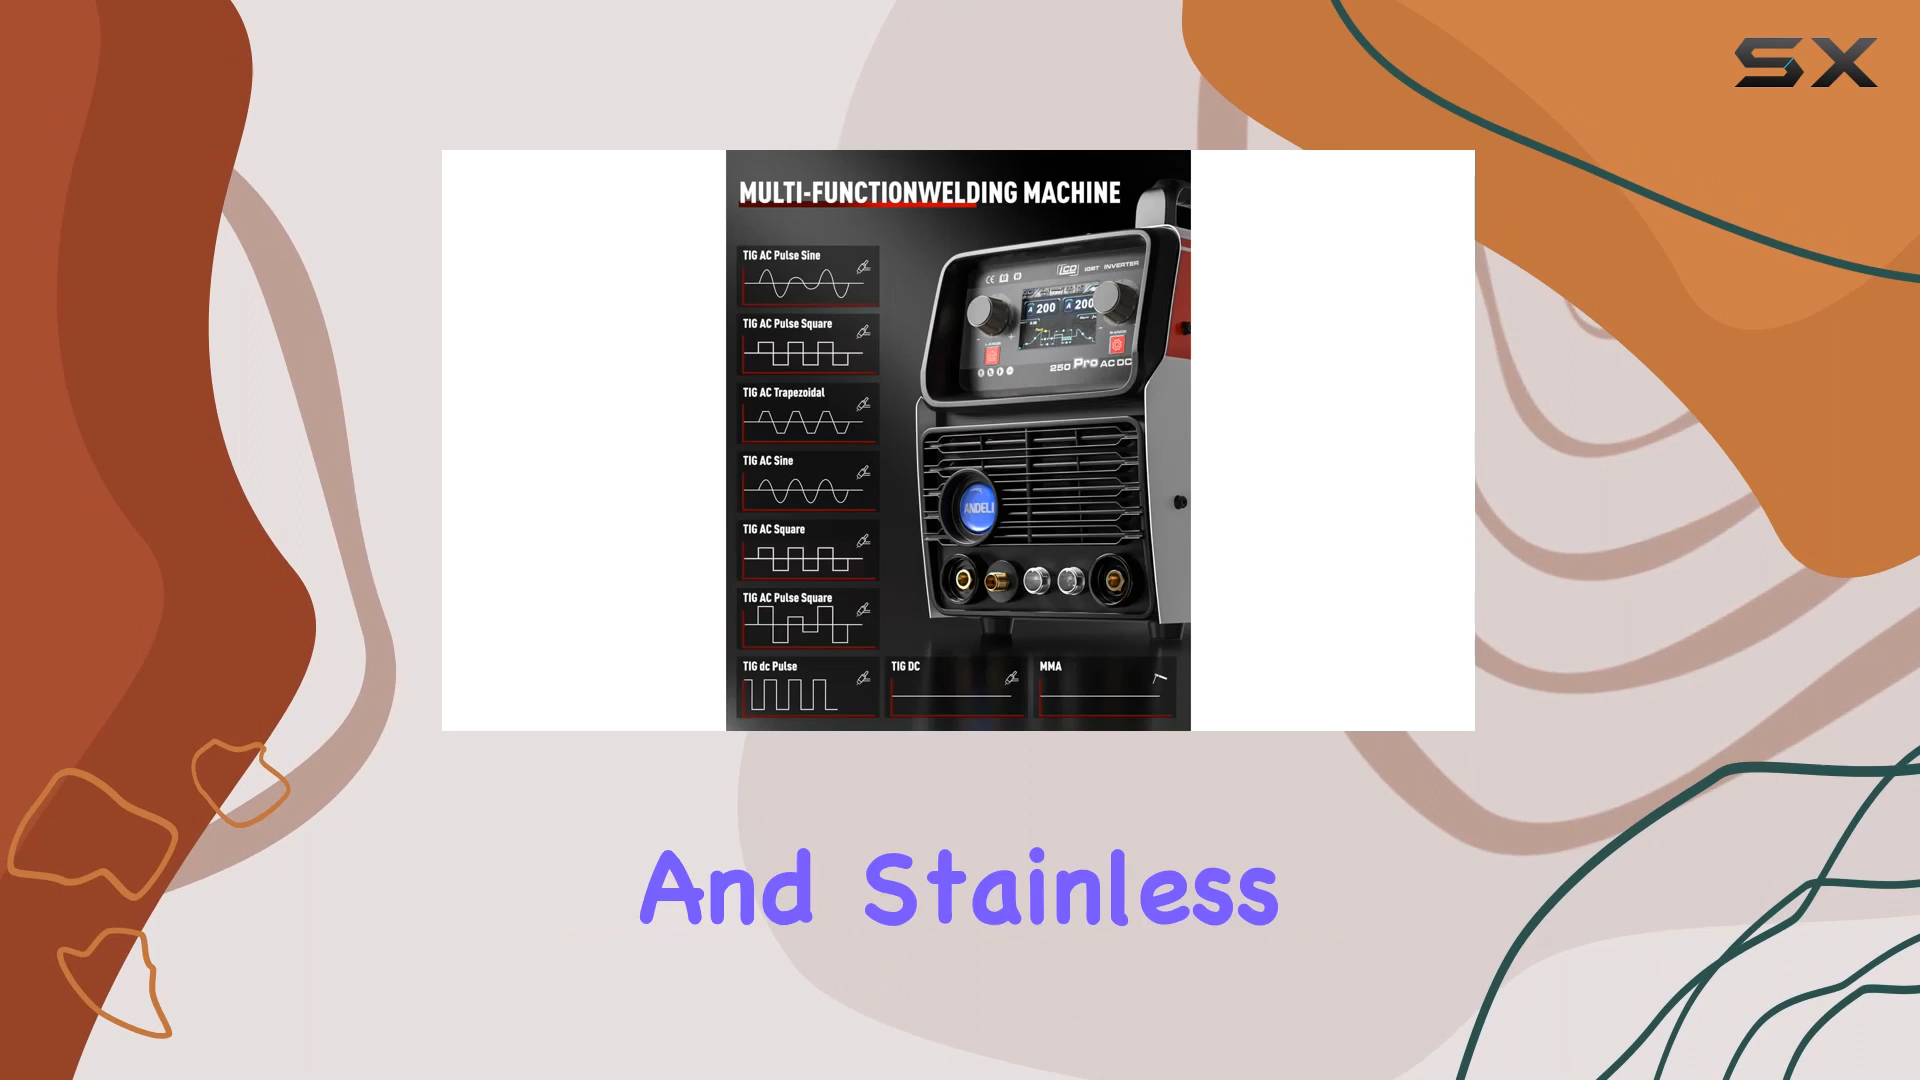 SX
MULTI-FUNCTIONWELDING MACHINE
TIG AC Pulse Sine
TIG AC Pulse Square
TIG AC Trapezoidal
TIG AC Sine
TIG AC Square
TIG AC Pulse Square
TIG dc Pulse
TIG DC
MMA
CE
LCD IGBT INVERTER
A 200 A 200
250 Pro AC DC
ANDELI
And Stainless